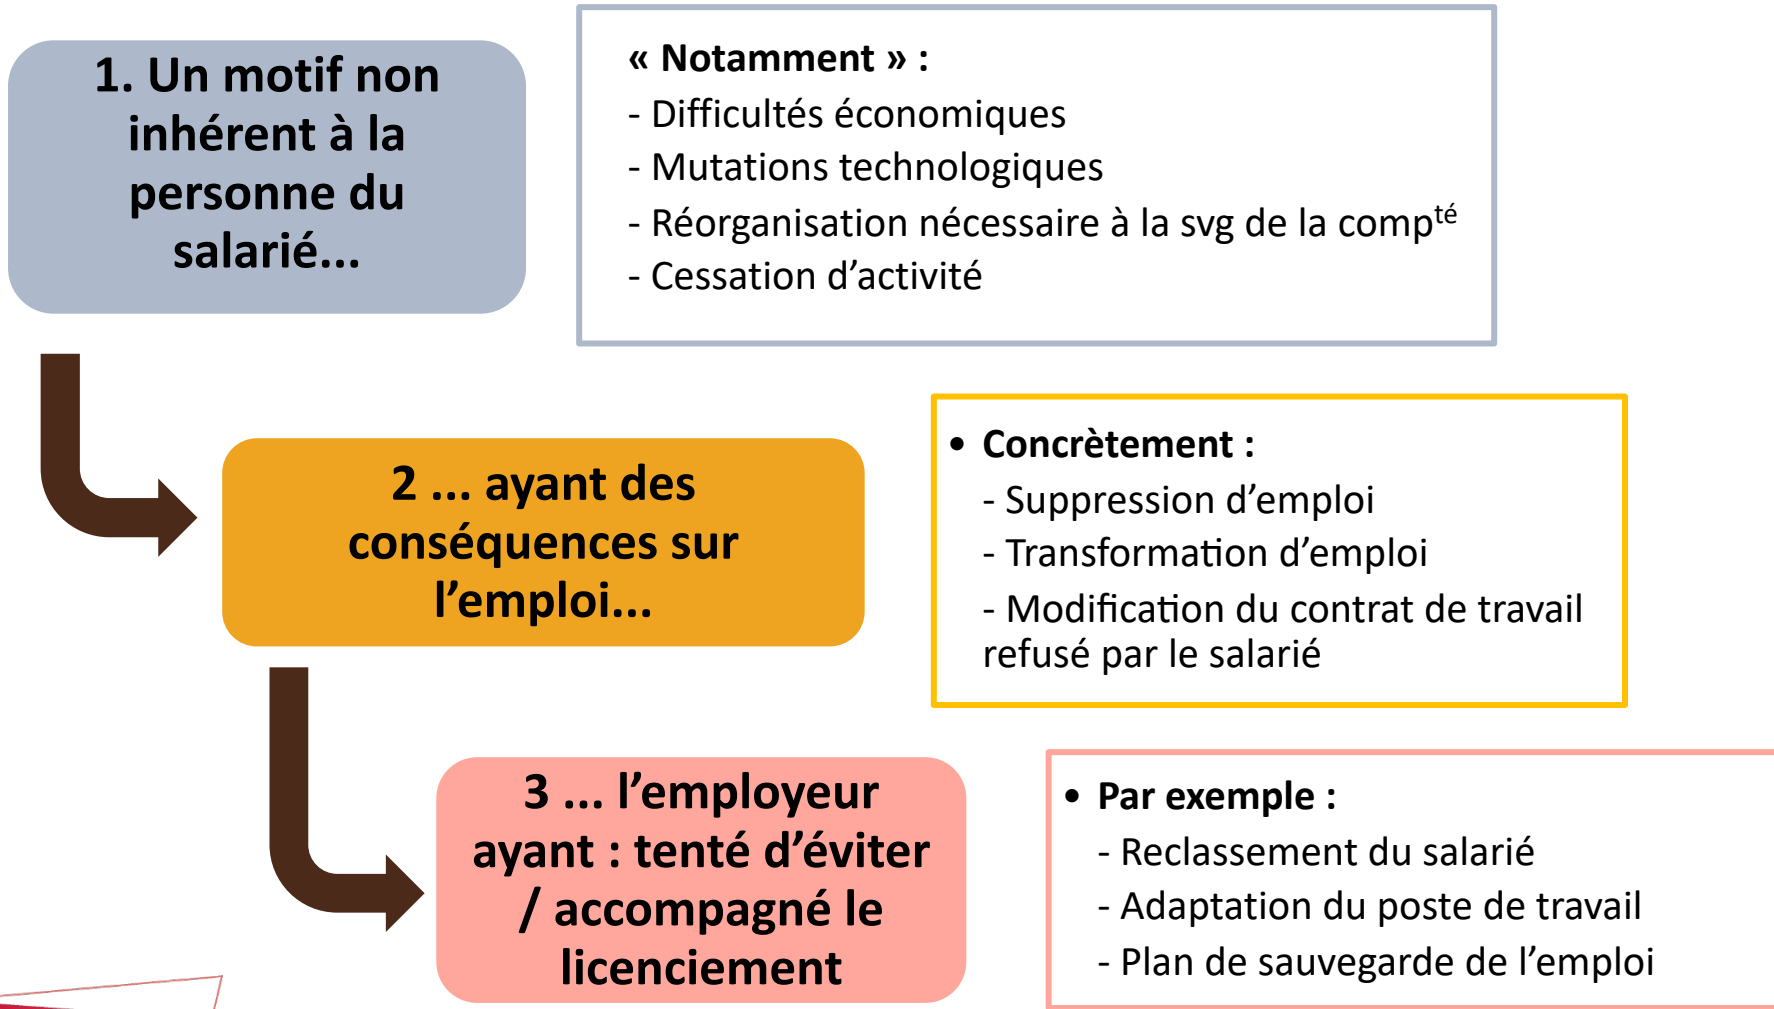 1. Un motif non
inhérent à la
personne du
salarié...
« Notamment » :
- Difficultés économiques
- Mutations technologiques
- Réorganisation nécessaire à la svg de la compté
- Cessation d’activité
2 ... ayant des
conséquences sur
l’emploi...
• Concrètement :
- Suppression d’emploi
- Transformation d’emploi
- Modification du contrat de travail
refusé par le salarié
3 ... l’employeur
ayant : tenté d’éviter
/ accompagné le
licenciement
• Par exemple :
- Reclassement du salarié
- Adaptation du poste de travail
- Plan de sauvegarde de l’emploi